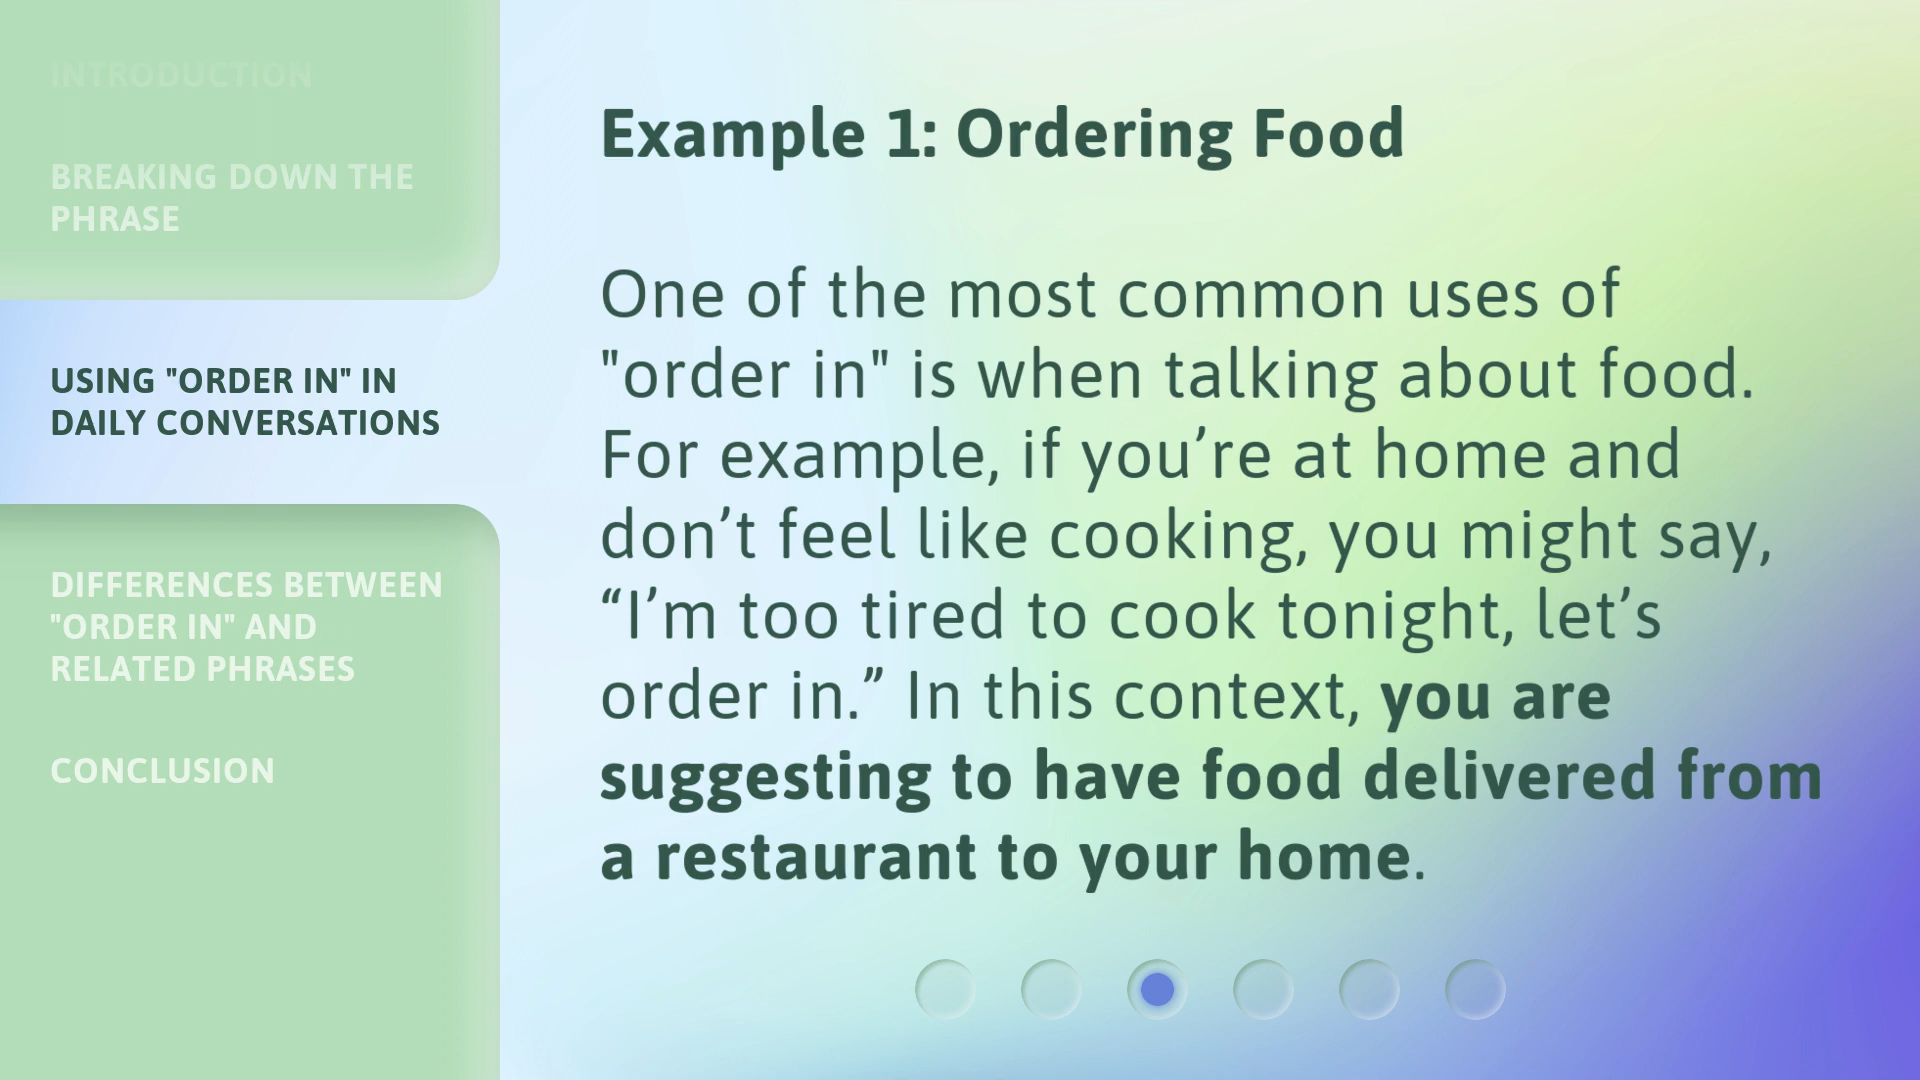 INTRODUCTION
BREAKING DOWN THE
PHRASE
USING "ORDER IN" IN
DAILY CONVERSATIONS
DIFFERENCES BETWEEN
"ORDER IN" AND
RELATED PHRASES
CONCLUSION
Example 1: Ordering Food
One of the most common uses of
"order in" is when talking about food.
For example, if you’re at home and
don’t feel like cooking, you might say,
“I’m too tired to cook tonight, let’s
order in.” In this context, you are
suggesting to have food delivered from
a restaurant to your home.